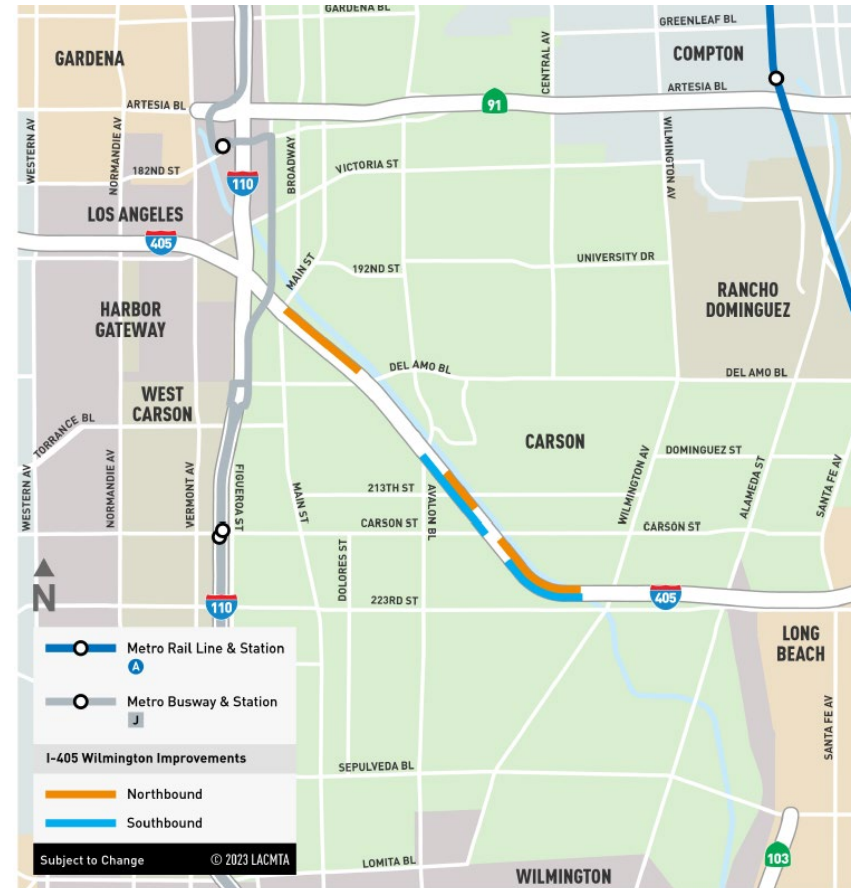 GARDENA BL
GREENLEAF BL
GARDENA
COMPTON
CENTRAL AV
ARTESIA BL
ARTESIA BL
91
WESTERN AV
NORMANDIE AV
BROADWAY
WILMINGTON AV
VICTORIA ST
182ND ST
110
LOS ANGELES
405
MAIN ST
192ND ST
UNIVERSITY DR
RANCHO
DOMINGUEZ
HARBOR
GATEWAY
DEL AMO BL
DEL AMO BL
WEST
CARSON
TORRANCE BL
CARSON
DOMINGUEZ ST
WESTERN AV
NORMANDIE AV
VERMONT AV
FIGUEROA ST
MAIN ST
213TH ST
AVALON BL
WILMINGTON AV
ALAMEDA ST
SANTA FE AV
CARSON ST
CARSON ST
DOLORES ST
N
110
223RD ST
405
LONG
BEACH
Metro Rail Line & Station
A
Metro Busway & Station
J
SANTA FE AV
I-405 Wilmington Improvements
SEPULVEDA BL
Northbound
Southbound
Subject to Change
© 2023 LACMTA
LOMITA BL
103
WILMINGTON